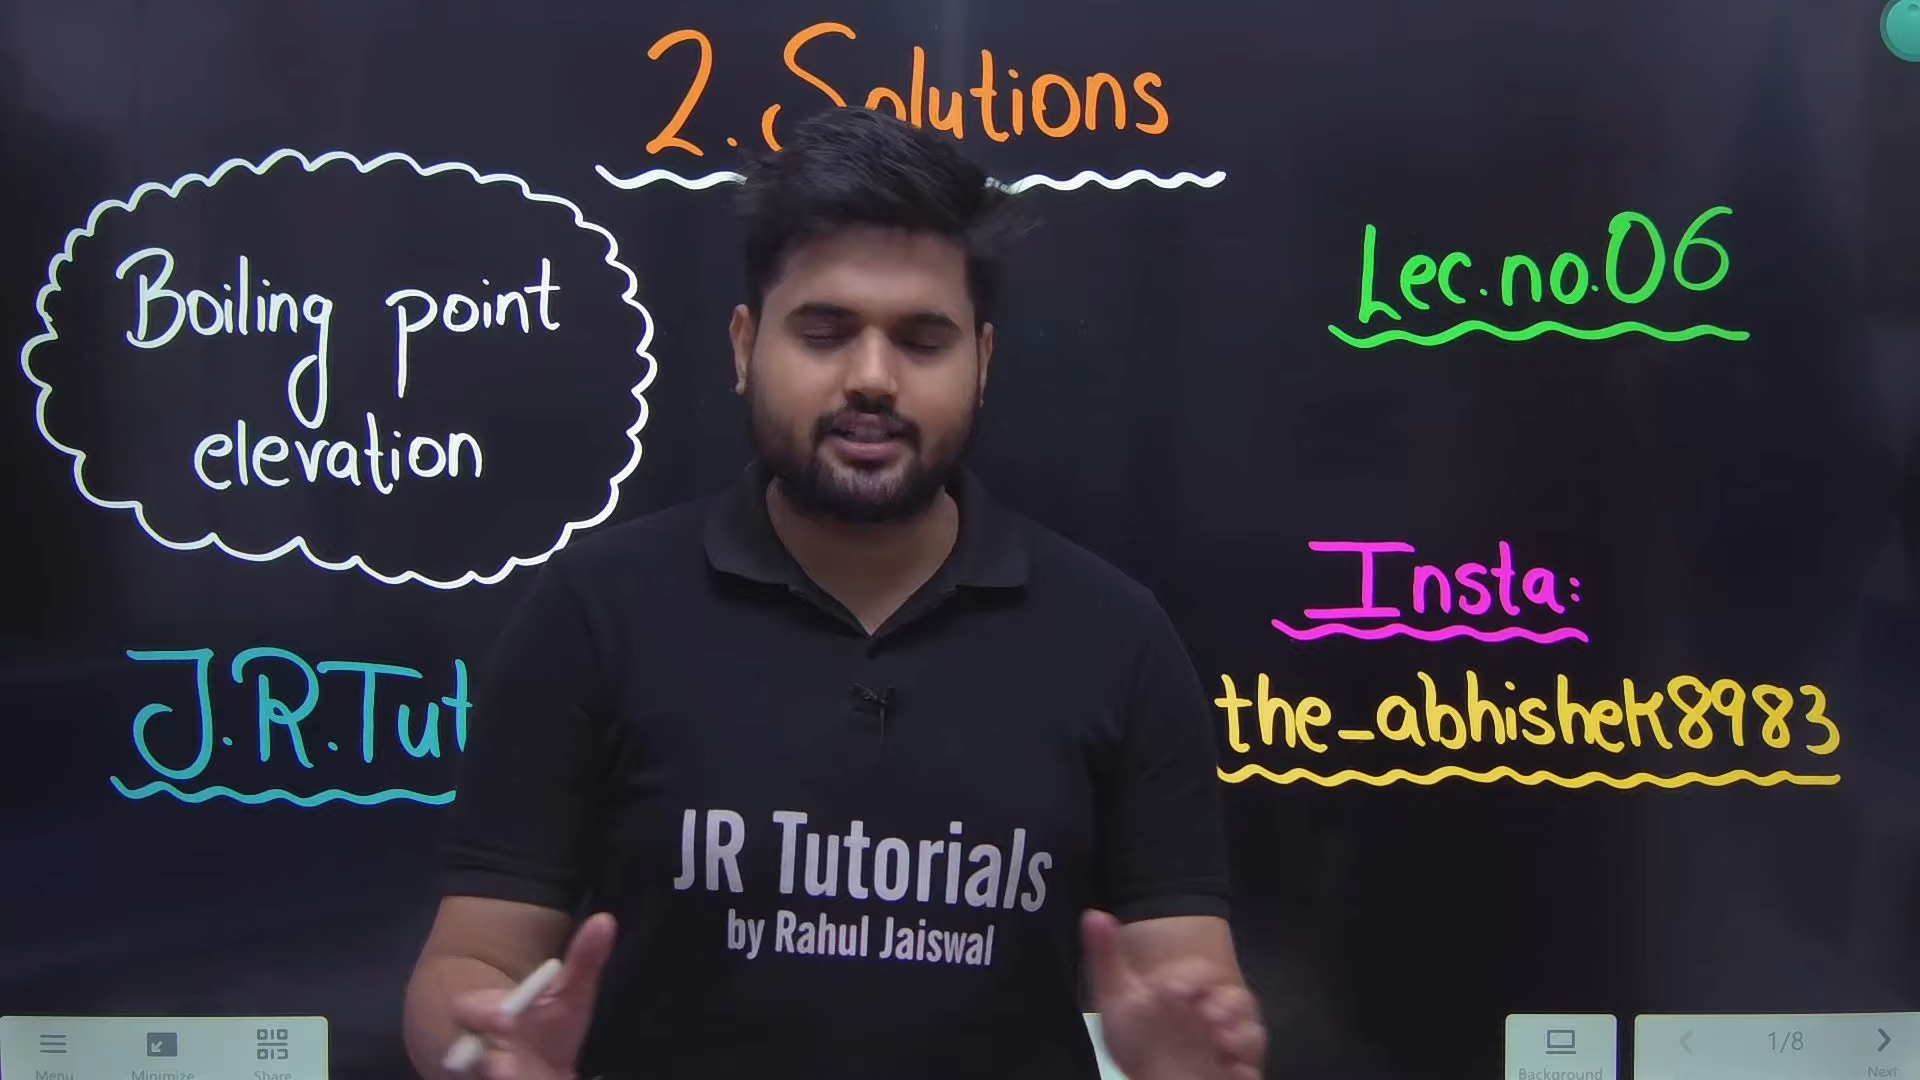 2. Solutions
Boiling point
elevation
Lec.no.06
Insta:
the_abhishek8983
J.R.Tut
JR Tutorials
by Rahul Jaiswal
Menu
Minimize
Share
Background
1/8
Next